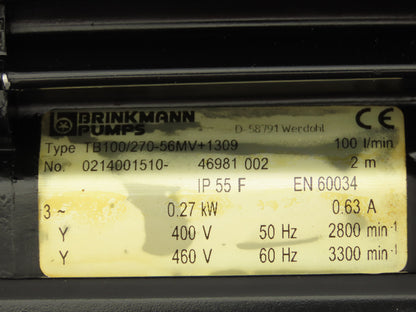 BRINKMANN
PUMPS D-58791 Werdohl CE
Type TB100/270-56MV+1309 100 l/min
No. 0214001510- 46981 002 2 m
IP 55 F EN 60034
3 ~ 0.27 kW 0.63 A
Y 400 V 50 Hz 2800 min⁻¹
Y 460 V 60 Hz 3300 min⁻¹